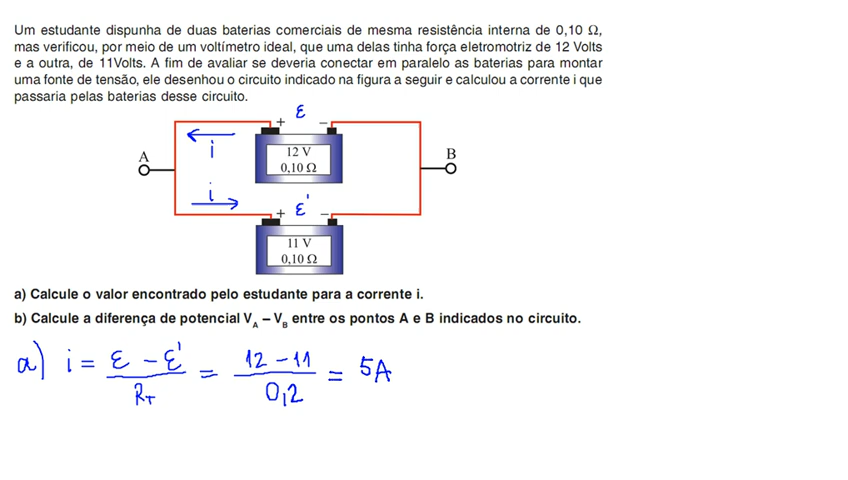 Um estudante dispunha de duas baterias comerciais de mesma resistência interna de 0,10 Ω,
mas verificou, por meio de um voltímetro ideal, que uma delas tinha força eletromotriz de 12 Volts
e a outra, de 11Volts. A fim de avaliar se deveria conectar em paralelo as baterias para montar
uma fonte de tensão, ele desenhou o circuito indicado na figura a seguir e calculou a corrente i que
passaria pelas baterias desse circuito.
+ ε −
i
12 V
0,10 Ω
A
B
i
+ ε' −
11 V
0,10 Ω
a) Calcule o valor encontrado pelo estudante para a corrente i.
b) Calcule a diferença de potencial V_A − V_B entre os pontos A e B indicados no circuito.
a) i = (ε − ε')/R_T = (12 − 11)/0,2 = 5A